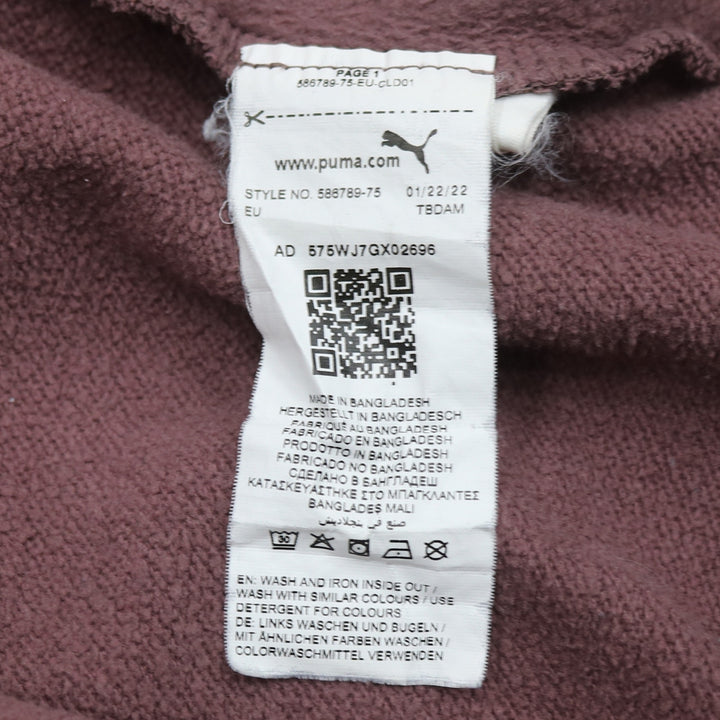 PAGE 1
586789-75-EU-CLD01
www.puma.com
STYLE NO. 586789-75 01/22/22
EU TBDAM
AD 575WJ7GX02696
MADE IN BANGLADESH
HERGESTELLT IN BANGLADESCH
FABRIQUÉ AU BANGLADESH
FABRICADO EN BANGLADESH
PRODOTTO IN BANGLADESH
FABRICADO NO BANGLADESH
СДЕЛАНО В БАНГЛАДЕШ
ΚΑΤΑΣΚΕΥΑΣΤΗΚΕ ΣΤΟ ΜΠΑΓΚΛΑΝΤΕΣ
BANGLADEŞ MALI
صنع في بنجلاديش
30
EN: WASH AND IRON INSIDE OUT /
WASH WITH SIMILAR COLOURS / USE
DETERGENT FOR COLOURS
DE: LINKS WASCHEN UND BÜGELN /
MIT ÄHNLICHEN FARBEN WASCHEN /
COLORWASCHMITTEL VERWENDEN